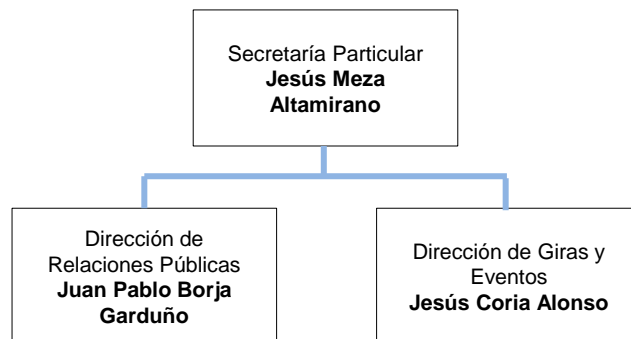 Secretaría Particular
Jesús Meza
Altamirano
Dirección de
Relaciones Públicas
Juan Pablo Borja
Garduño
Dirección de Giras y
Eventos
Jesús Coria Alonso